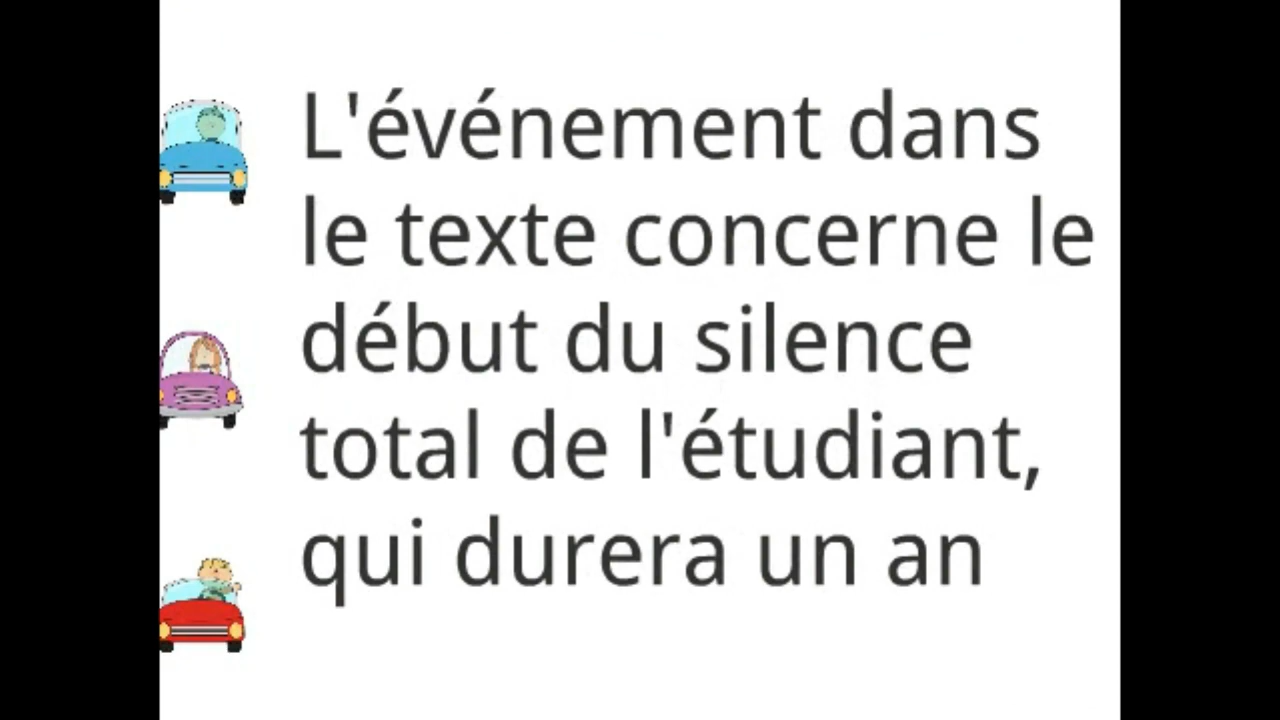 L'événement dans
le texte concerne le
début du silence
total de l'étudiant,
qui durera un an